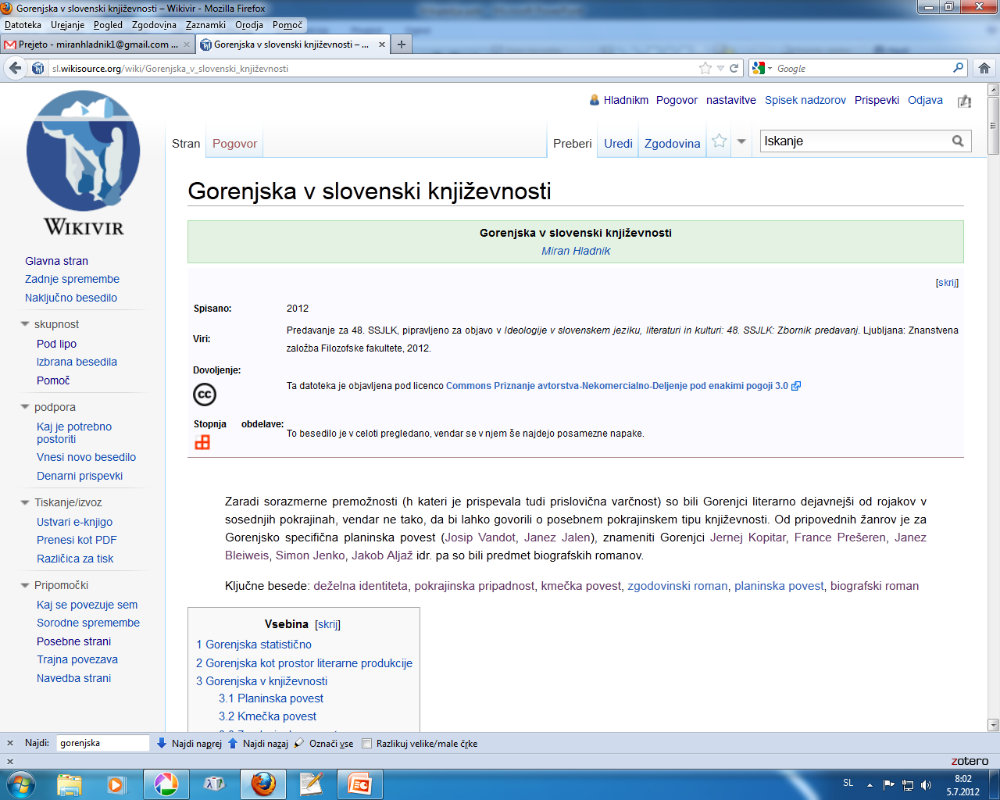 Gorenjska v slovenski književnosti – Wikivir - Mozilla Firefox
Datoteka Urejanje Pogled Zgodovina Zaznamki Orodja Pomoč
Prejeto - miranhladnik1@gmail.com ...
Gorenjska v slovenski književnosti – ...
sl.wikisource.org/wiki/Gorenjska_v_slovenski_književnosti
Google
Hladnikm Pogovor nastavitve Spisek nadzorov Prispevki Odjava
Stran Pogovor
Preberi Uredi Zgodovina
Iskanje
WIKIVIR
Glavna stran
Zadnje spremembe
Naključno besedilo
skupnost
Pod lipo
Izbrana besedila
Pomoč
podpora
Kaj je potrebno
postoriti
Vnesi novo besedilo
Denarni prispevki
Tiskanje/izvoz
Ustvari e-knjigo
Prenesi kot PDF
Različica za tisk
Pripomočki
Kaj se povezuje sem
Sorodne spremembe
Posebne strani
Trajna povezava
Navedba strani
Gorenjska v slovenski književnosti
Gorenjska v slovenski književnosti
Miran Hladnik
[skrij]
Spisano: 2012
Viri: Predavanje za 48. SSJLK, pipravljeno za objavo v Ideologije v slovenskem jeziku, literaturi in kulturi: 48. SSJLK: Zbornik predavanj. Ljubljana: Znanstvena
založba Filozofske fakultete, 2012.
Dovoljenje:
cc
Ta datoteka je objavljena pod licenco Commons Priznanje avtorstva-Nekomercialno-Deljenje pod enakimi pogoji 3.0
Stopnja obdelave:
To besedilo je v celoti pregledano, vendar se v njem še najdejo posamezne napake.
Zaradi sorazmerne premožnosti (h kateri je prispevala tudi prislovična varčnost) so bili Gorenjci literarno dejavnejši od rojakov v
sosednjih pokrajinah, vendar ne tako, da bi lahko govorili o posebnem pokrajinskem tipu književnosti. Od pripovednih žanrov je za
Gorenjsko specifična planinska povest (Josip Vandot, Janez Jalen), znameniti Gorenjci Jernej Kopitar, France Prešeren, Janez
Bleiweis, Simon Jenko, Jakob Aljaž idr. pa so bili predmet biografskih romanov.
Ključne besede: deželna identiteta, pokrajinska pripadnost, kmečka povest, zgodovinski roman, planinska povest, biografski roman
Vsebina [skrij]
1 Gorenjska statistično
2 Gorenjska kot prostor literarne produkcije
3 Gorenjska v književnosti
3.1 Planinska povest
3.2 Kmečka povest
Najdi: gorenjska Najdi naprej Najdi nazaj Označi vse Razlikuj velike/male črke
zotero
SL
8:02
5.7.2012